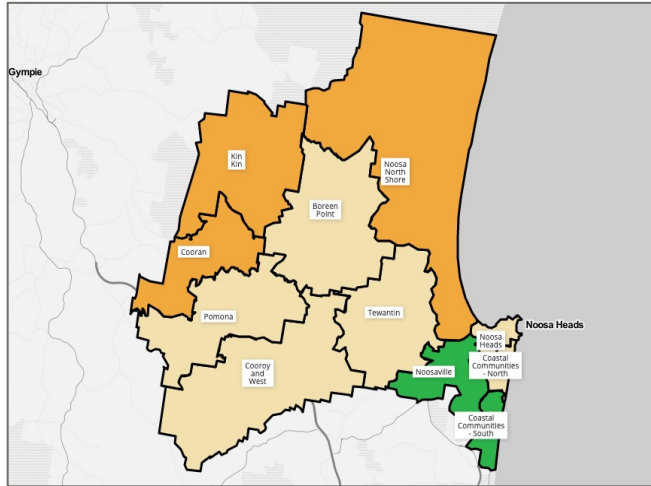 Gympie
Kin
Kin
Noosa
North
Shore
Boreen
Point
Cooran
Pomona
Tewantin
Noosa Heads
Noosa
Heads
Cooroy
and
West
Noosaville
Coastal
Communities
- North
Coastal
Communities
- South